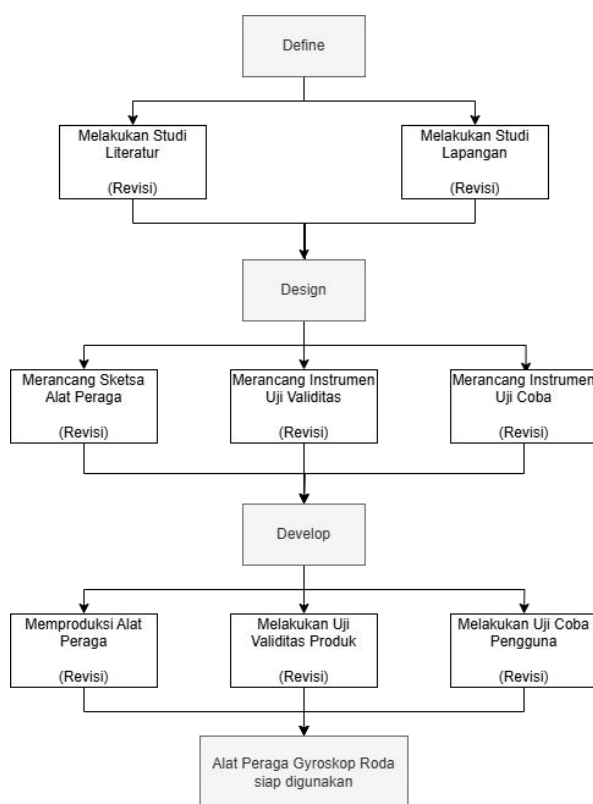 Define
Melakukan Studi
Literatur
(Revisi)
Melakukan Studi
Lapangan
(Revisi)
Design
Merancang Sketsa
Alat Peraga
(Revisi)
Merancang Instrumen
Uji Validitas
(Revisi)
Merancang Instrumen
Uji Coba
(Revisi)
Develop
Memproduksi Alat
Peraga
(Revisi)
Melakukan Uji
Validitas Produk
(Revisi)
Melakukan Uji Coba
Pengguna
(Revisi)
Alat Peraga Gyroskop Roda
siap digunakan